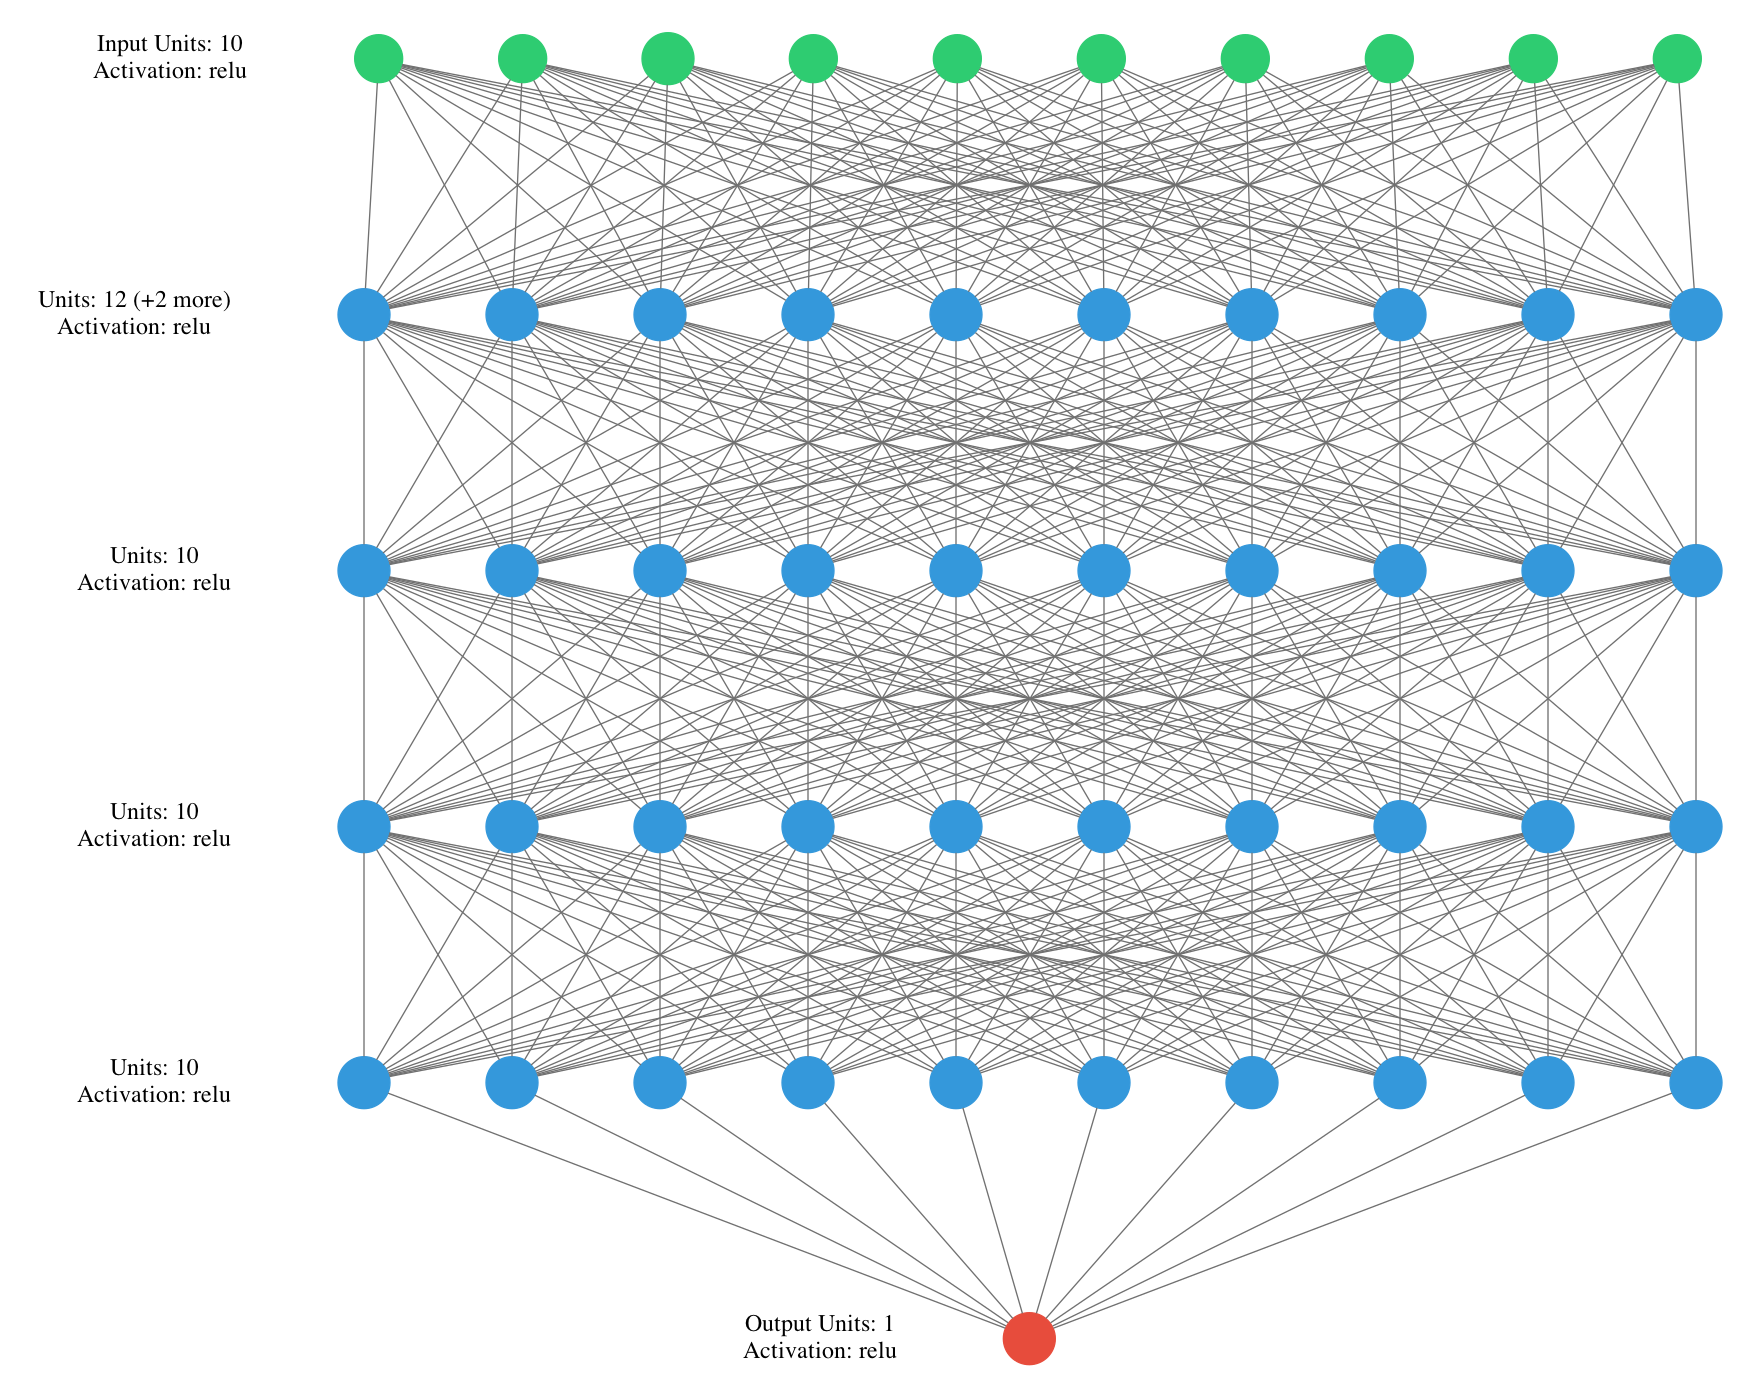 Input Units: 10
Activation: relu
Units: 12 (+2 more)
Activation: relu
Units: 10
Activation: relu
Units: 10
Activation: relu
Units: 10
Activation: relu
Output Units: 1
Activation: relu